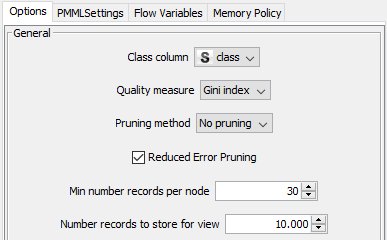 Options PMMLSettings Flow Variables Memory Policy
General
Class column S class
Quality measure Gini index
Pruning method No pruning
Reduced Error Pruning
Min number records per node 30
Number records to store for view 10.000